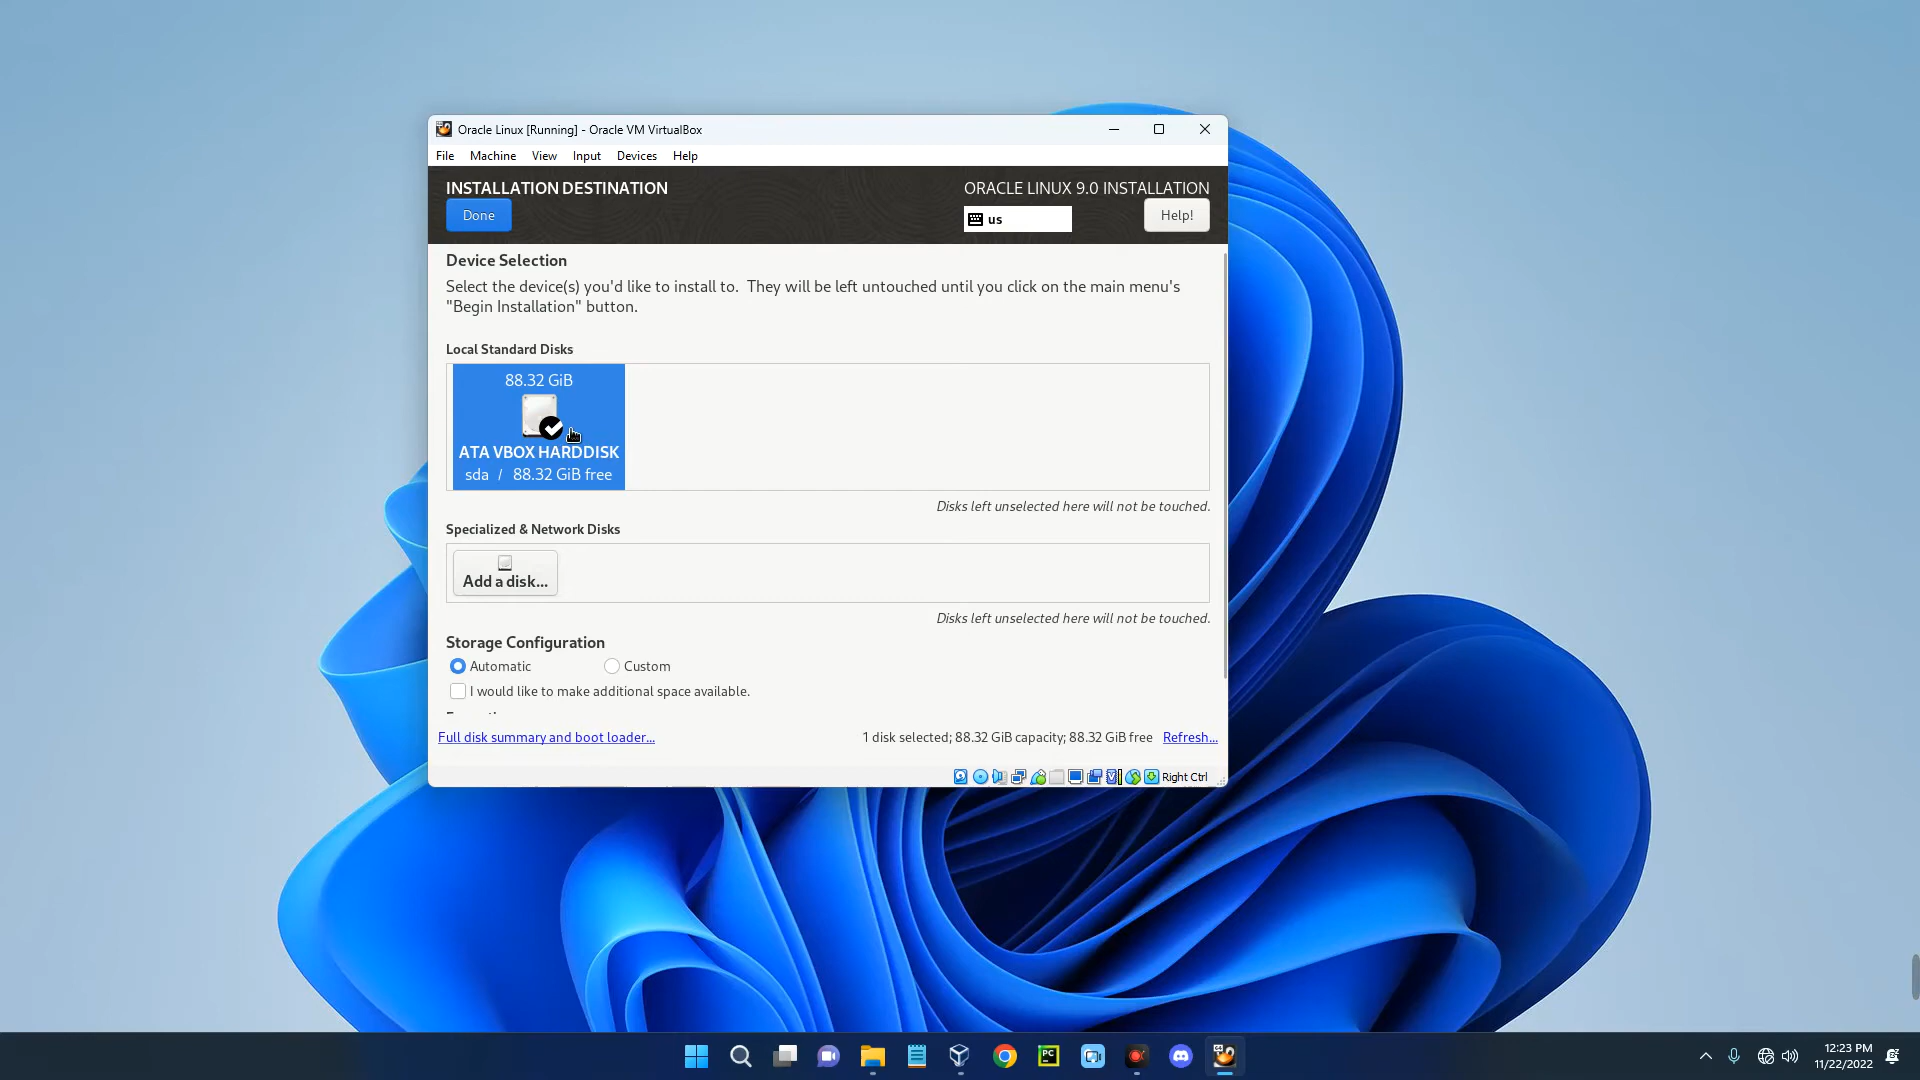 Oracle Linux [Running] - Oracle VM VirtualBox
File Machine View Input Devices Help
INSTALLATION DESTINATION
ORACLE LINUX 9.0 INSTALLATION
Done
us
Help!
Device Selection
Select the device(s) you'd like to install to. They will be left untouched until you click on the main menu's
"Begin Installation" button.
Local Standard Disks
88.32 GiB
ATA VBOX HARDDISK
sda / 88.32 GiB free
Disks left unselected here will not be touched.
Specialized & Network Disks
Add a disk...
Disks left unselected here will not be touched.
Storage Configuration
Automatic Custom
I would like to make additional space available.
Full disk summary and boot loader...
1 disk selected; 88.32 GiB capacity; 88.32 GiB free Refresh...
Right Ctrl
PC
12:23 PM
11/22/2022